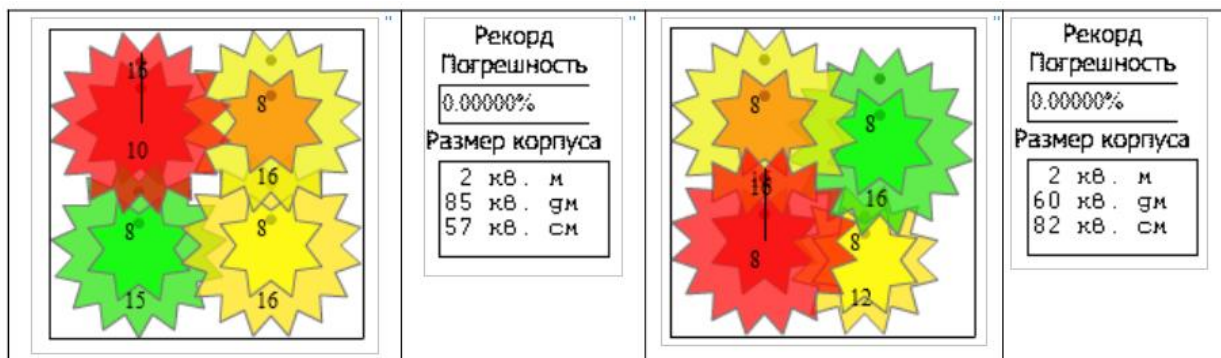 16
8
10
16
8
8
15
16
Рекорд
Погрешность
0.00000%
Размер корпуса
2 кв. м
85 кв. дм
57 кв. см
8
8
16
16
8
8
12
Рекорд
Погрешность
0.00000%
Размер корпуса
2 кв. м
60 кв. дм
82 кв. см